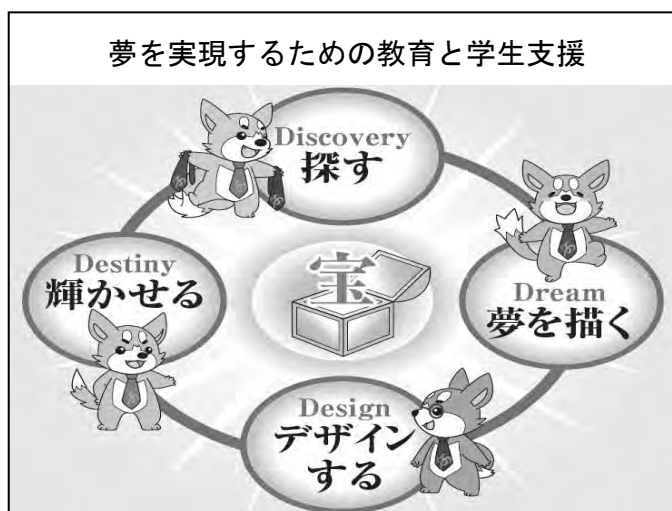 夢を実現するための教育と学生支援
Discovery
探す
Dream
夢を描く
Design
デザイン
する
Destiny
輝かせる
宝